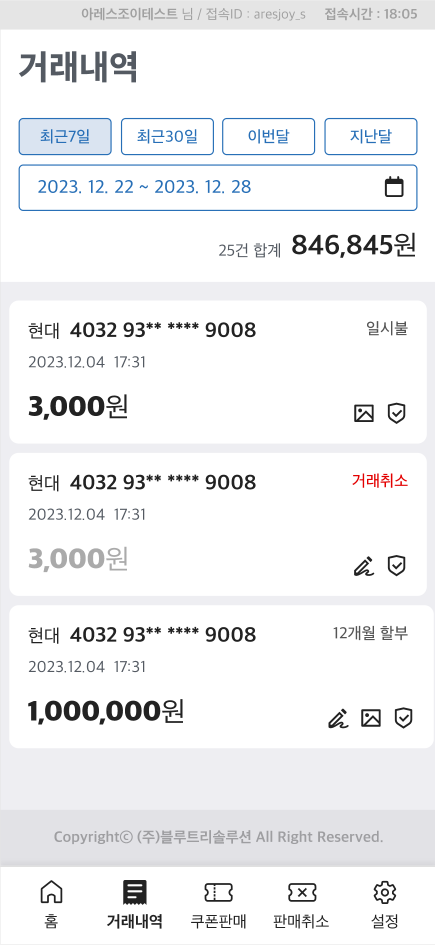 아레스조이테스트 님 / 접속ID : aresjoy_s 접속시간 : 18:05
거래내역
최근7일 최근30일 이번달 지난달
2023. 12. 22 ~ 2023. 12. 28
25건 합계 846,845원
현대 4032 93** **** 9008 일시불
2023.12.04 17:31
3,000원
현대 4032 93** **** 9008 거래취소
2023.12.04 17:31
3,000원
현대 4032 93** **** 9008 12개월 할부
2023.12.04 17:31
1,000,000원
Copyrightⓒ (주)블루트리솔루션 All Right Reserved.
홈 거래내역 쿠폰판매 판매취소 설정